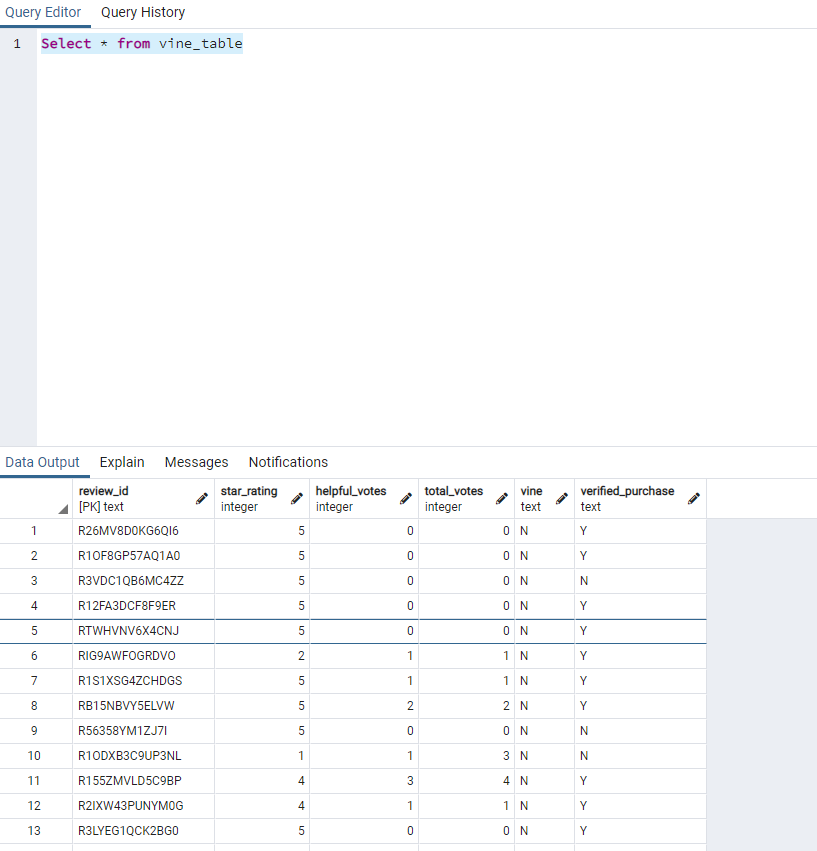 Query Editor Query History
1 Select * from vine_table
Data Output Explain Messages Notifications
review_id star_rating helpful_votes total_votes vine verified_purchase
[PK] text integer integer integer text text
1 R26MV8D0KG6QI6 5 0 0 N Y
2 R1OF8GP57AQ1A0 5 0 0 N Y
3 R3VDC1QB6MC4ZZ 5 0 0 N N
4 R12FA3DCF8F9ER 5 0 0 N Y
5 RTWHVNV6X4CNJ 5 0 0 N Y
6 RIG9AWFOGRDVO 2 1 1 N Y
7 R1S1XSG4ZCHDGS 5 1 1 N Y
8 RB15NBVY5ELVW 5 2 2 N Y
9 R56358YM1ZJ7I 5 0 0 N N
10 R1ODXB3C9UP3NL 1 1 3 N N
11 R155ZMVLD5C9BP 4 3 4 N Y
12 R2IXW43PUNYM0G 4 1 1 N Y
13 R3LYEG1QCK2BG0 5 0 0 N Y